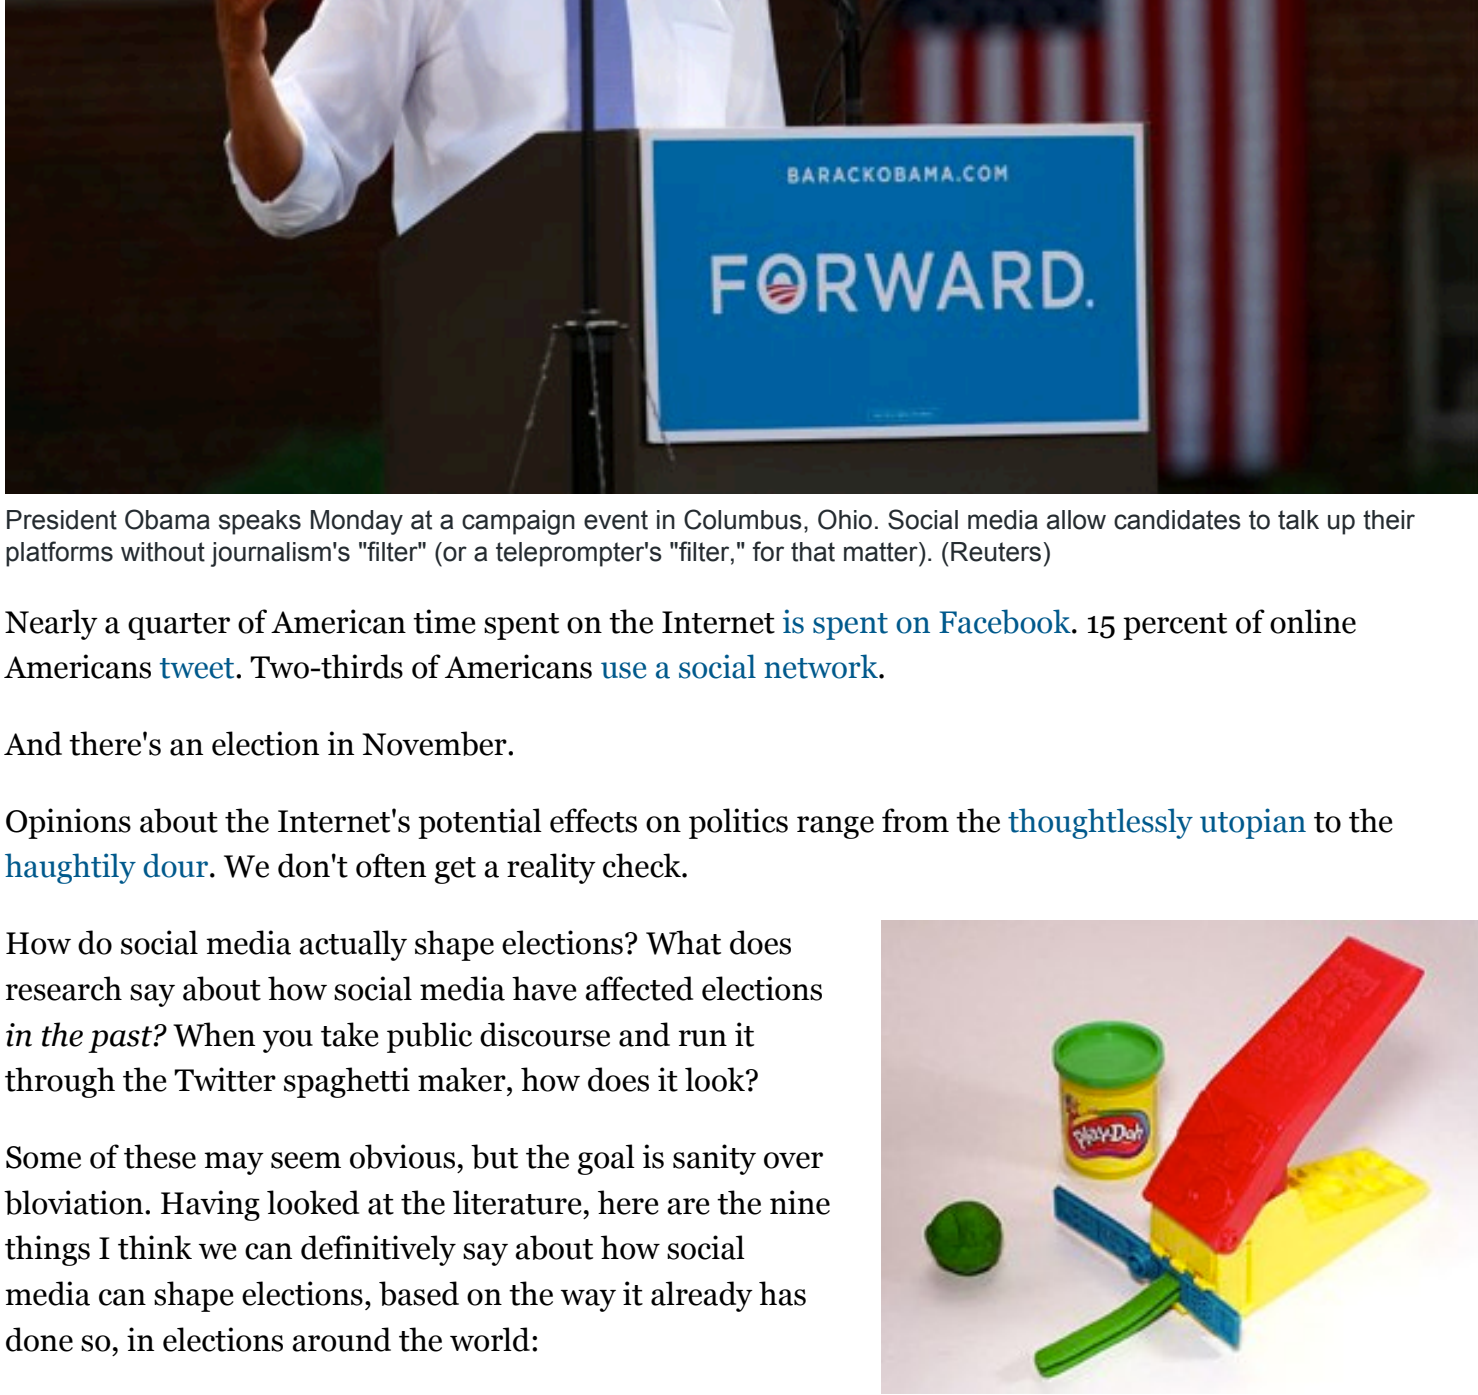 BARACKOBAMA.COM
FORWARD.
President Obama speaks Monday at a campaign event in Columbus, Ohio. Social media allow candidates to talk up their
platforms without journalism's "filter" (or a teleprompter's "filter," for that matter). (Reuters)
Nearly a quarter of American time spent on the Internet is spent on Facebook. 15 percent of online
Americans tweet. Two-thirds of Americans use a social network.
And there's an election in November.
Opinions about the Internet's potential effects on politics range from the thoughtlessly utopian to the
haughtily dour. We don't often get a reality check.
How do social media actually shape elections? What does
research say about how social media have affected elections
in the past? When you take public discourse and run it
through the Twitter spaghetti maker, how does it look?
Some of these may seem obvious, but the goal is sanity over
bloviation. Having looked at the literature, here are the nine
things I think we can definitively say about how social
media can shape elections, based on the way it already has
done so, in elections around the world:
Play-Doh